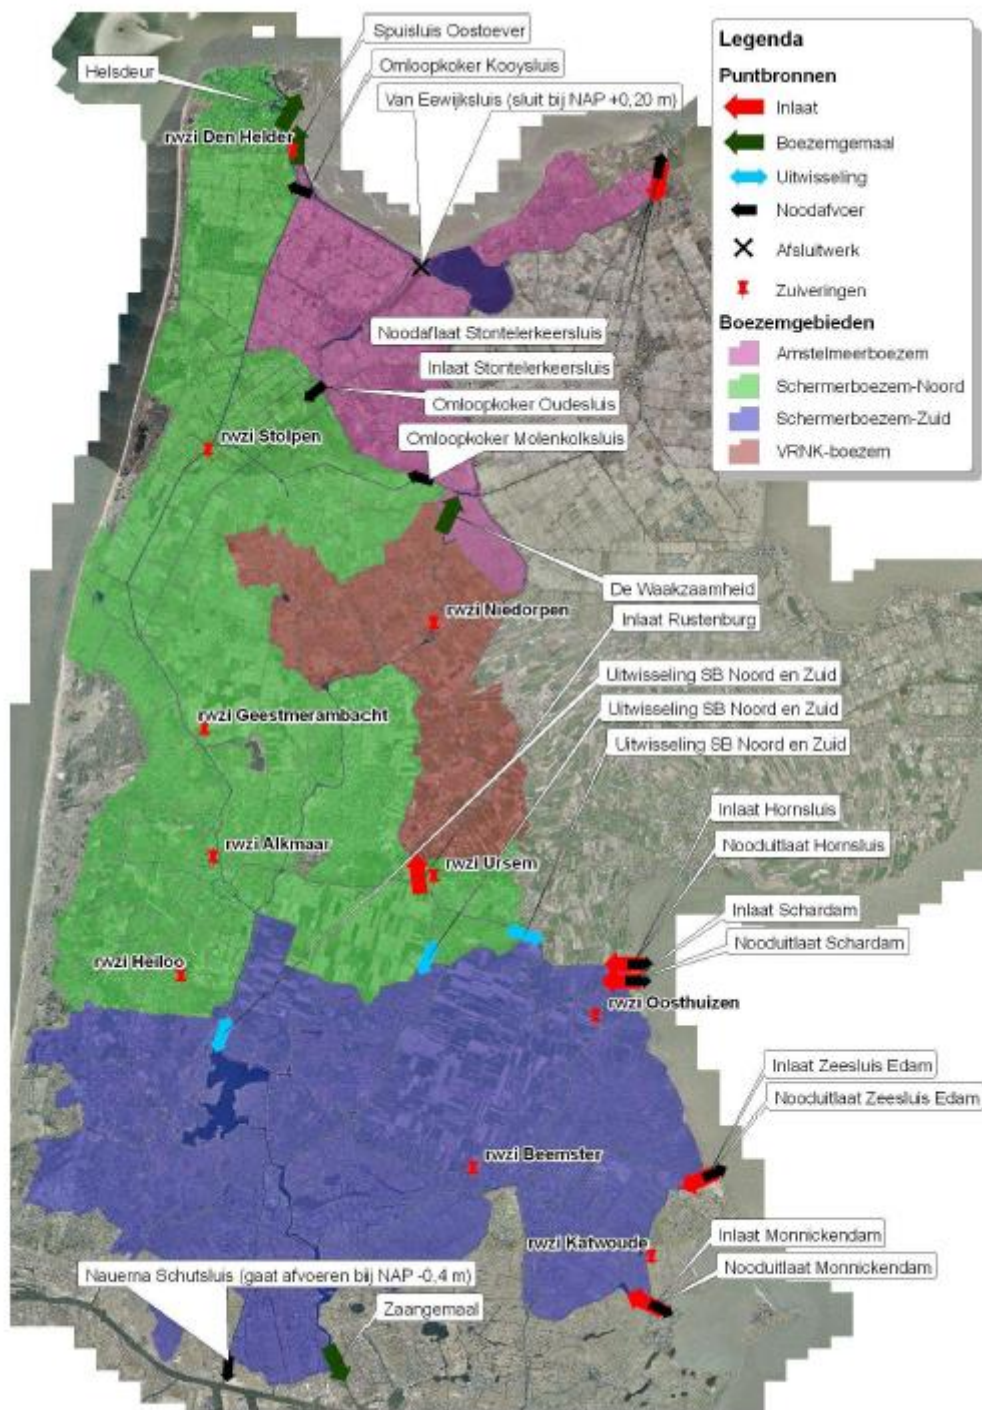 Spuisluis Oostoever
Helsdeur
Omloopkoker Kooysluis
Van Eewijksluis (sluit bij NAP +0,20 m)
rwzi Den Helder
Legenda
Puntbronnen
Inlaat
Boezemgemaal
Uitwisseling
Noodafvoer
Afsluitwerk
Zuiveringen
Boezemgebieden
Amstelmeerboezem
Schermerboezem-Noord
Schermerboezem-Zuid
VRNK-boezem
Noodaflaat Stontelerkeersluis
Inlaat Stontelerkeersluis
Omloopkoker Oudesluis
rwzi Stolpen
Omloopkoker Molenkolksluis
De Waakzaamheid
rwzi Niedorpen
Inlaat Rustenburg
Uitwisseling SB Noord en Zuid
Uitwisseling SB Noord en Zuid
rwzi Geestmerambacht
Uitwisseling SB Noord en Zuid
Inlaat Hornsluis
rwzi Alkmaar
Nooduitlaat Hornsluis
rwzi Ursem
Inlaat Schardam
Nooduitlaat Schardam
rwzi Heiloo
rwzi Oosthuizen
Inlaat Zeesluis Edam
Nooduitlaat Zeesluis Edam
rwzi Beemster
Inlaat Monnickendam
rwzi Katwoude
Nooduitlaat Monnickendam
Nauerna Schutsluis (gaat afvoeren bij NAP -0,4 m)
Zaangemaal